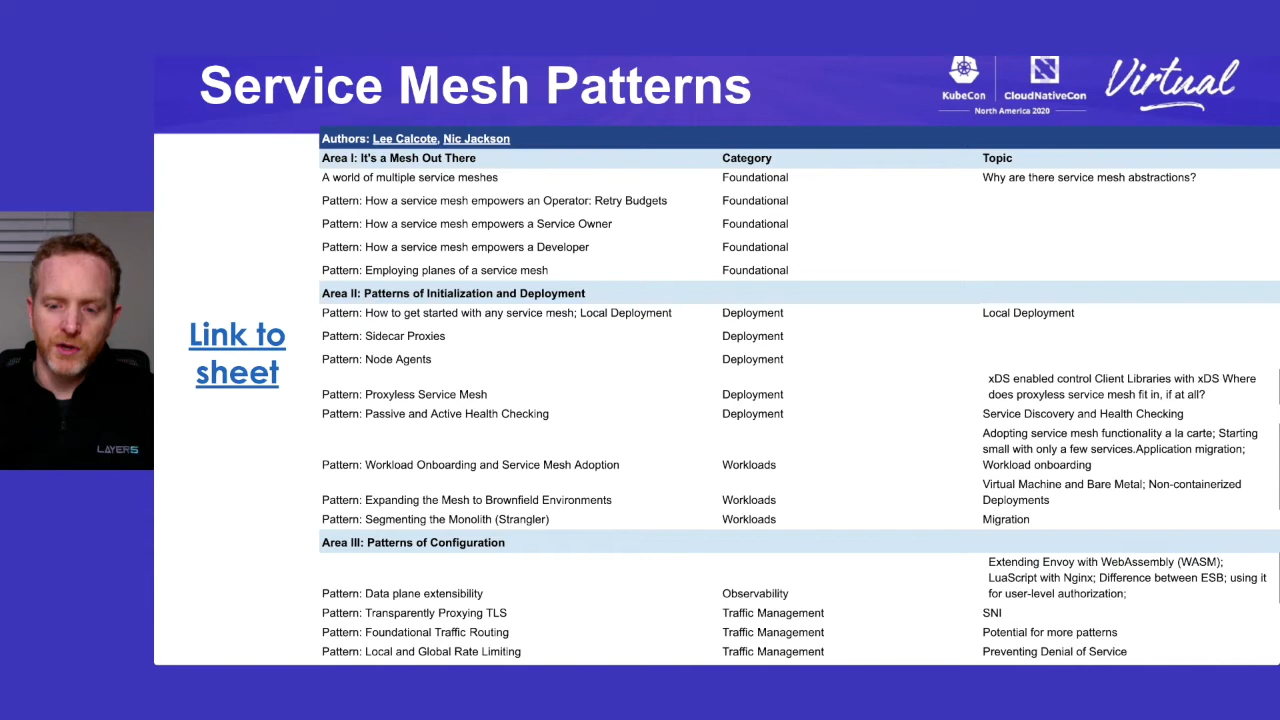 Service Mesh Patterns
KubeCon
CloudNativeCon
North America 2020
Virtual
Authors: Lee Calcote, Nic Jackson
Area I: It's a Mesh Out There Category Topic
A world of multiple service meshes Foundational Why are there service mesh abstractions?
Pattern: How a service mesh empowers an Operator: Retry Budgets Foundational
Pattern: How a service mesh empowers a Service Owner Foundational
Pattern: How a service mesh empowers a Developer Foundational
Pattern: Employing planes of a service mesh Foundational
Area II: Patterns of Initialization and Deployment
Pattern: How to get started with any service mesh; Local Deployment Deployment Local Deployment
Pattern: Sidecar Proxies Deployment
Pattern: Node Agents Deployment
xDS enabled control Client Libraries with xDS Where
Pattern: Proxyless Service Mesh Deployment does proxyless service mesh fit in, if at all?
Pattern: Passive and Active Health Checking Deployment Service Discovery and Health Checking
Adopting service mesh functionality a la carte; Starting
small with only a few services.Application migration;
Pattern: Workload Onboarding and Service Mesh Adoption Workloads Workload onboarding
Virtual Machine and Bare Metal; Non-containerized
Pattern: Expanding the Mesh to Brownfield Environments Workloads Deployments
Pattern: Segmenting the Monolith (Strangler) Workloads Migration
Area III: Patterns of Configuration
Extending Envoy with WebAssembly (WASM);
LuaScript with Nginx; Difference between ESB; using it
Pattern: Data plane extensibility Observability for user-level authorization;
Pattern: Transparently Proxying TLS Traffic Management SNI
Pattern: Foundational Traffic Routing Traffic Management Potential for more patterns
Pattern: Local and Global Rate Limiting Traffic Management Preventing Denial of Service
Link to
sheet
LAYER5